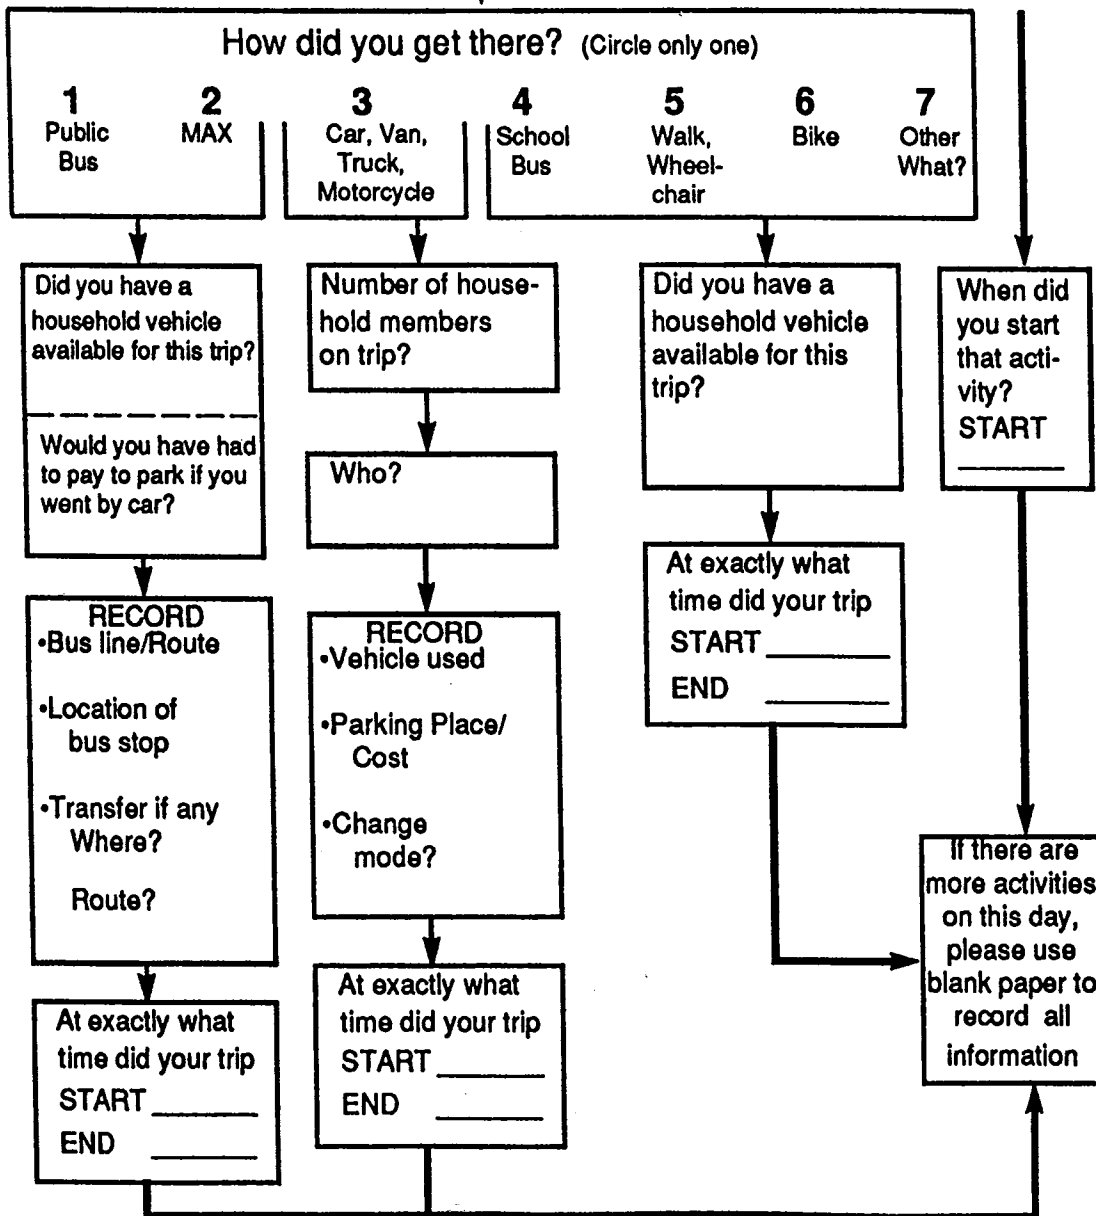 How did you get there? (Circle only one)
1 2 3 4 5 6 7
Public
Bus
MAX
Car, Van,
Truck,
Motorcycle
School
Bus
Walk,
Wheel-
chair
Bike
Other
What?
Did you have a
household vehicle
available for this trip?
Would you have had
to pay to park if you
went by car?
RECORD
•Bus line/Route
•Location of
bus stop
•Transfer if any
Where?
Route?
At exactly what
time did your trip
START
END
Number of house-
hold members
on trip?
Who?
RECORD
•Vehicle used
•Parking Place/
Cost
•Change
mode?
At exactly what
time did your trip
START
END
Did you have a
household vehicle
available for this
trip?
At exactly what
time did your trip
START
END
When did
you start
that acti-
vity?
START
If there are
more activities
on this day,
please use
blank paper to
record all
information